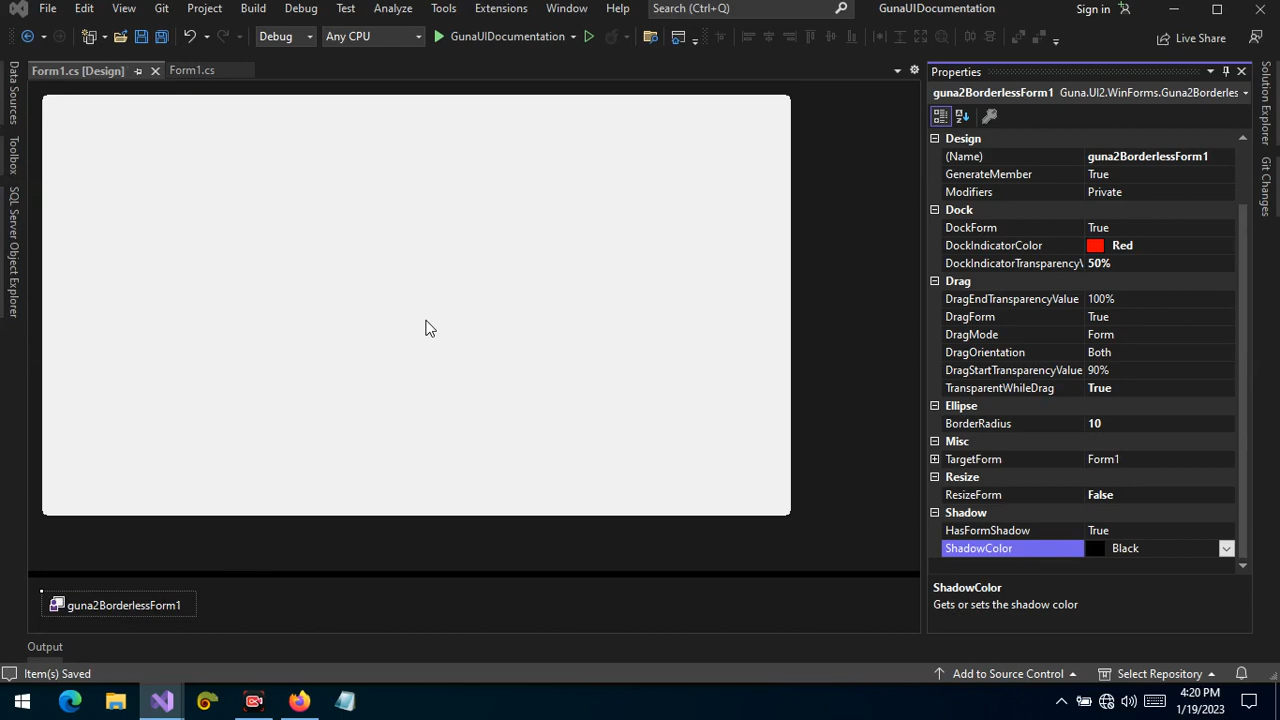 File Edit View Git Project Build Debug Test Analyze Tools Extensions Window Help Search (Ctrl+Q) GunaUIDocumentation Sign in
Debug Any CPU GunaUIDocumentation Live Share
Form1.cs [Design] Form1.cs
Data Sources
Toolbox
SQL Server Object Explorer
Properties
guna2BorderlessForm1 Guna.UI2.WinForms.Guna2Borderles
Design
(Name) guna2BorderlessForm1
GenerateMember True
Modifiers Private
Dock
DockForm True
DockIndicatorColor Red
DockIndicatorTransparencyV 50%
Drag
DragEndTransparencyValue 100%
DragForm True
DragMode Form
DragOrientation Both
DragStartTransparencyValue 90%
TransparentWhileDrag True
Ellipse
BorderRadius 10
Misc
TargetForm Form1
Resize
ResizeForm False
Shadow
HasFormShadow True
ShadowColor Black
ShadowColor
Gets or sets the shadow color
Solution Explorer
Git Changes
guna2BorderlessForm1
Output
Item(s) Saved Add to Source Control Select Repository
4:20 PM
1/19/2023